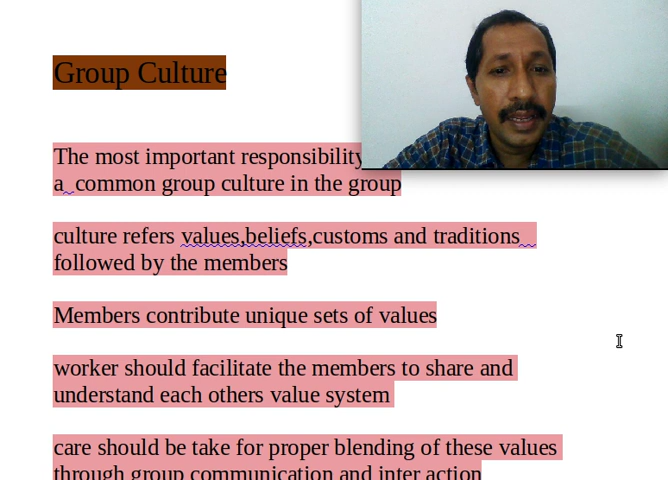 Group Culture
The most important responsibility
a common group culture in the group
culture refers values,beliefs,customs and traditions
followed by the members
Members contribute unique sets of values
worker should facilitate the members to share and
understand each others value system
care should be take for proper blending of these values
through group communication and inter action